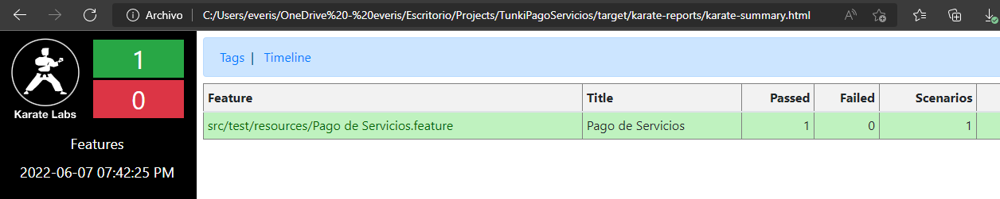 Archivo C:/Users/everis/OneDrive%20-%20everis/Escritorio/Projects/TunkiPagoServicios/target/karate-reports/karate-summary.html
1
0
Karate Labs
Features
2022-06-07 07:42:25 PM
Tags | Timeline
Feature Title Passed Failed Scenarios
src/test/resources/Pago de Servicios.feature Pago de Servicios 1 0 1